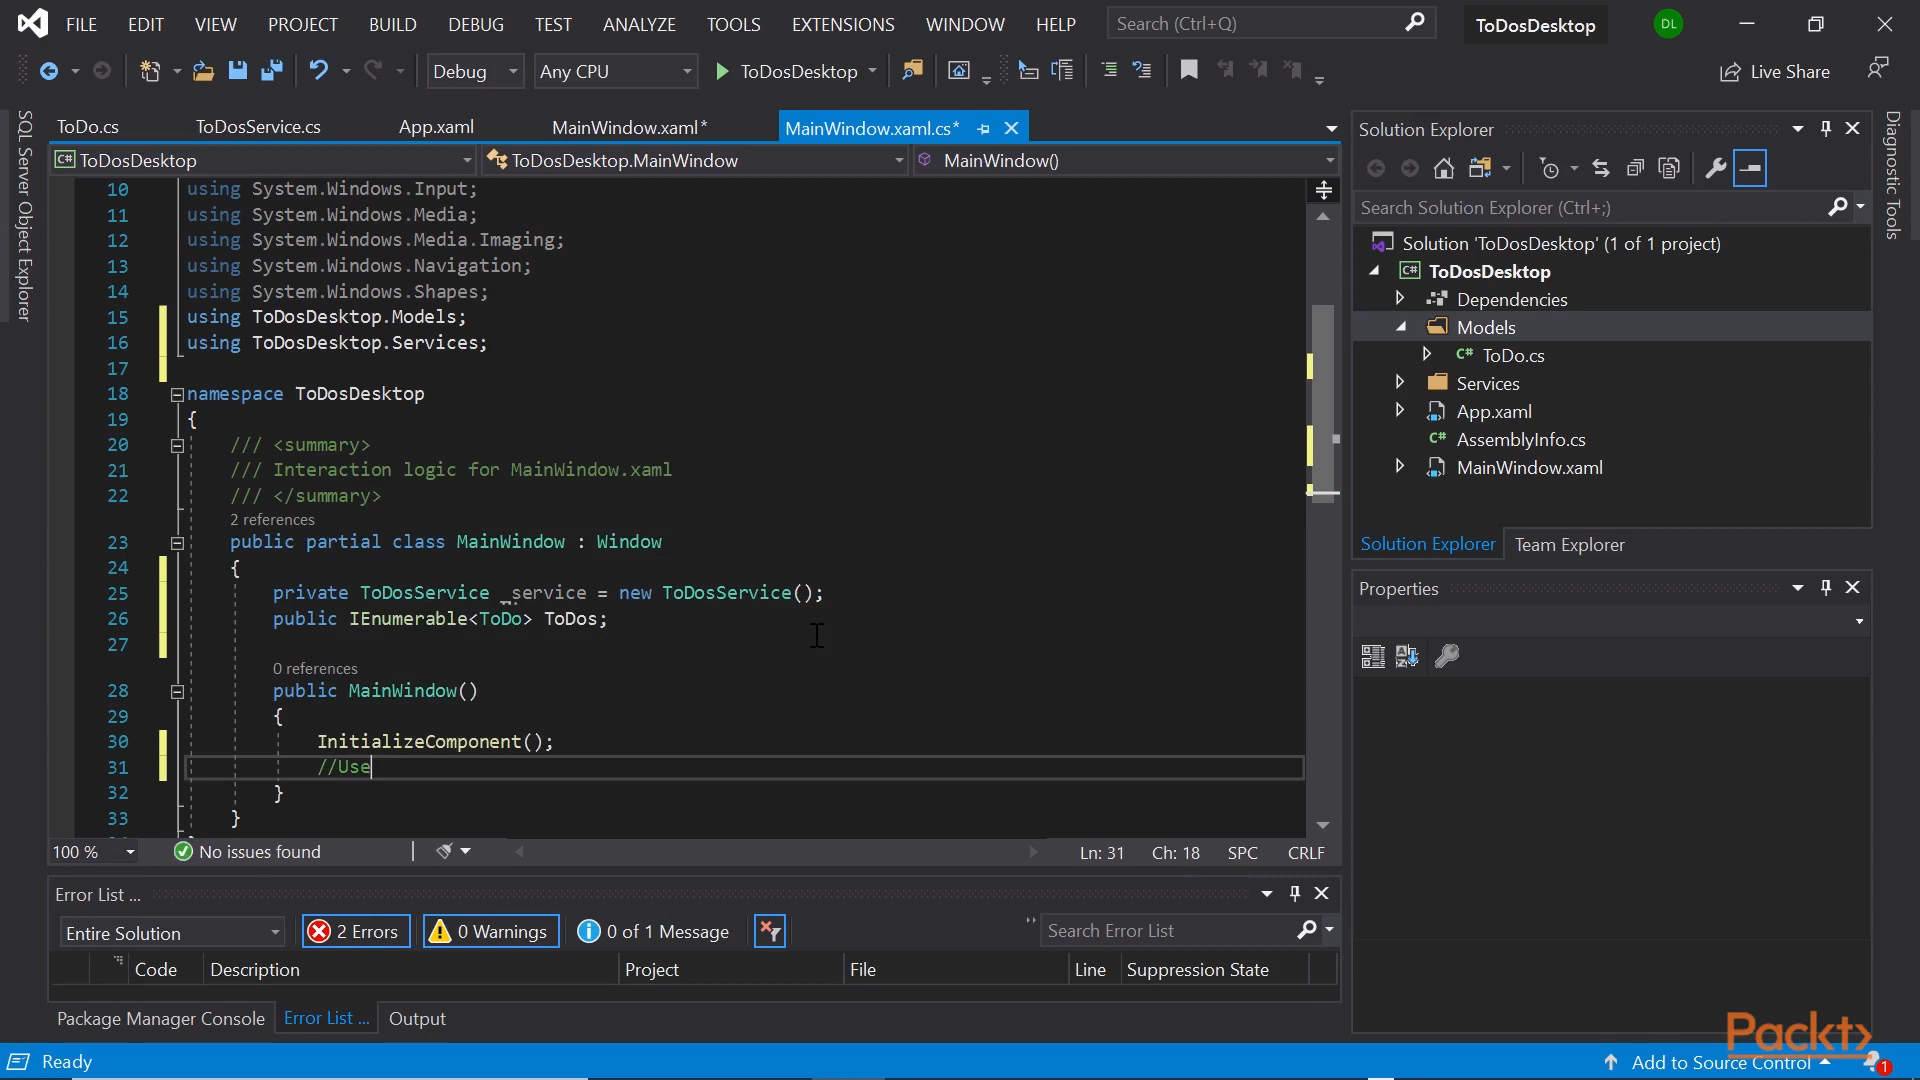 FILE EDIT VIEW PROJECT BUILD DEBUG TEST ANALYZE TOOLS EXTENSIONS WINDOW HELP Search (Ctrl+Q) ToDosDesktop DL
Debug Any CPU ToDosDesktop Live Share
SQL Server Object Explorer
ToDo.cs ToDosService.cs App.xaml MainWindow.xaml* MainWindow.xaml.cs*
C# ToDosDesktop ToDosDesktop.MainWindow MainWindow()
10 using System.Windows.Input;
11 using System.Windows.Media;
12 using System.Windows.Media.Imaging;
13 using System.Windows.Navigation;
14 using System.Windows.Shapes;
15 using ToDosDesktop.Models;
16 using ToDosDesktop.Services;
17
18 namespace ToDosDesktop
19 {
20 /// <summary>
21 /// Interaction logic for MainWindow.xaml
22 /// </summary>
2 references
23 public partial class MainWindow : Window
24 {
25 private ToDosService _service = new ToDosService();
26 public IEnumerable<ToDo> ToDos;
27
0 references
28 public MainWindow()
29 {
30 InitializeComponent();
31 //Use
32 }
33 }
100 % No issues found Ln: 31 Ch: 18 SPC CRLF
Error List ...
Entire Solution 2 Errors 0 Warnings 0 of 1 Message Search Error List
Code Description Project File Line Suppression State
Package Manager Console Error List ... Output
Solution Explorer
Search Solution Explorer (Ctrl+;)
Solution 'ToDosDesktop' (1 of 1 project)
C# ToDosDesktop
Dependencies
Models
C# ToDo.cs
Services
App.xaml
C# AssemblyInfo.cs
MainWindow.xaml
Solution Explorer Team Explorer
Properties
Diagnostic Tools
Packt>
Ready Add to Source Control 1